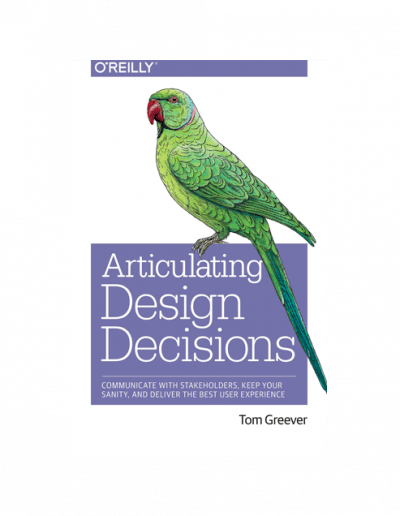 O'REILLY®
Articulating
Design
Decisions
COMMUNICATE WITH STAKEHOLDERS, KEEP YOUR
SANITY, AND DELIVER THE BEST USER EXPERIENCE
Tom Greever